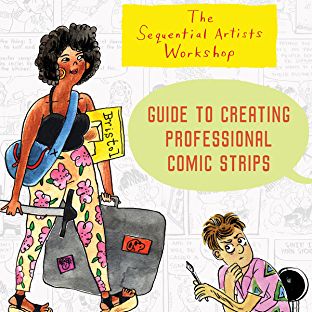 The
Sequential Artists
Workshop
GUIDE TO CREATING
PROFESSIONAL
COMIC STRIPS
Bristol